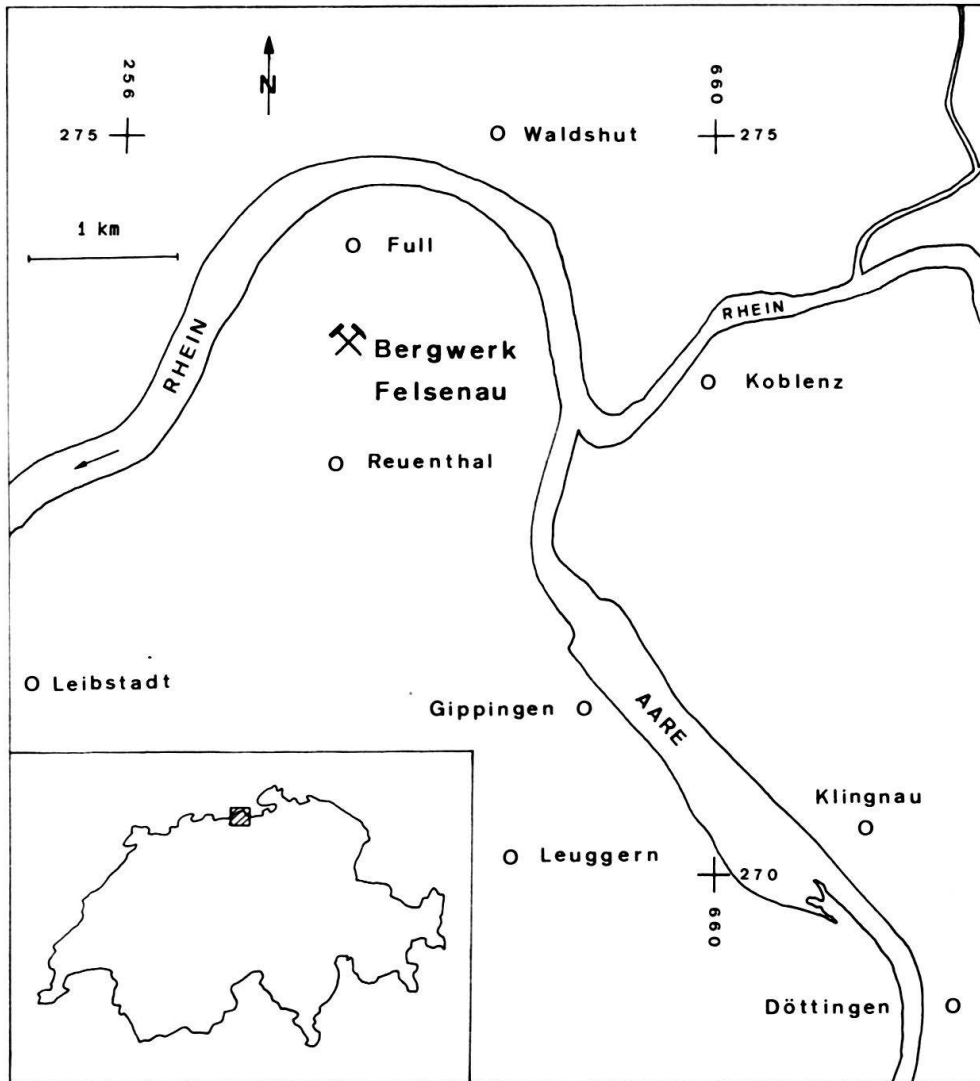 N
256
275
Waldshut
660
275
1 km
Full
RHEIN
RHEIN
Bergwerk
Felsenau
Koblenz
Reuenthal
Leibstadt
Gippingen
AARE
Klingnau
Leuggern
270
660
Döttingen